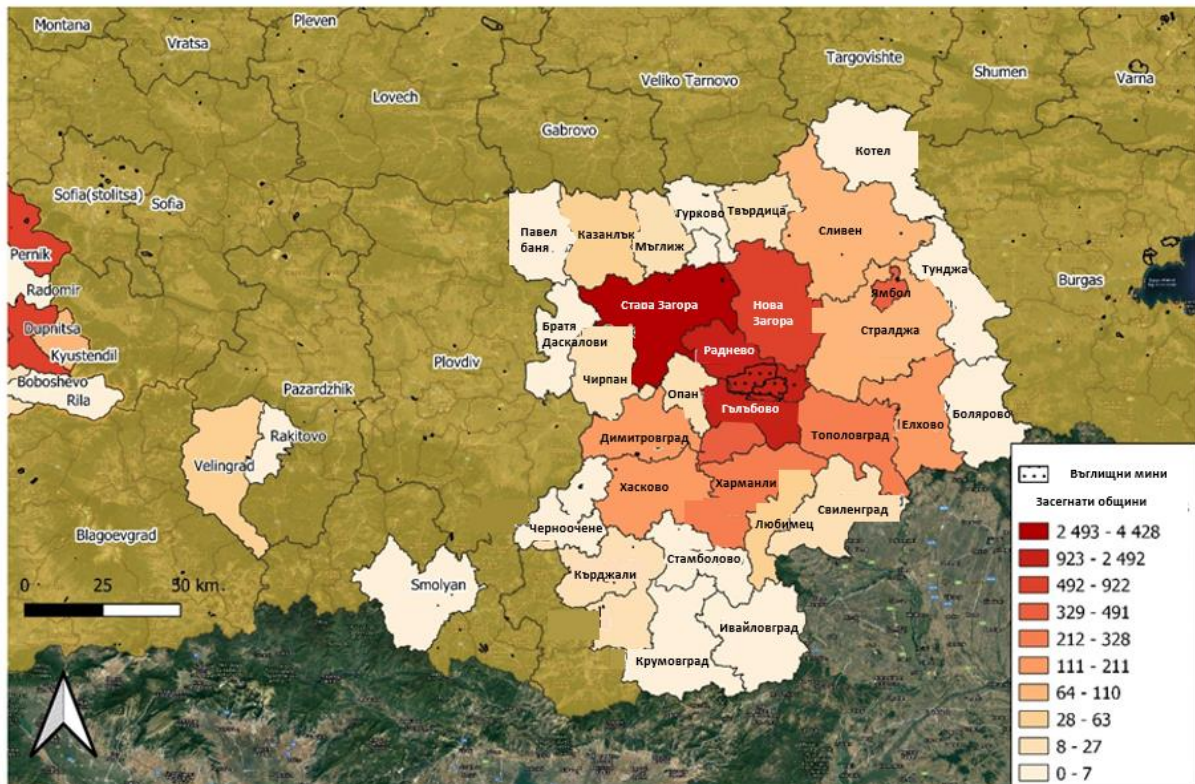 Montana
Pleven
Vratsa
Targovishte
Shumen
Varna
Veliko Tarnovo
Lovech
Gabrovo
Котел
Sofia(stolitsa)
Sofia
Гурково
Твърдица
Павел
баня
Казанлък
Мъглиж
Сливен
Pernik
Тунджа
Burgas
Radomir
Ямбол
Стара Загора
Нова
Загора
Dupnitsa
Братя
Даскалови
Стралджа
Kyustendil
Раднево
Plovdiv
Boboshevo
Чирпан
Rila
Pazardzhik
Опан
Гълъбово
Болярово
Rakitovo
Димитровград
Тополовград
Елхово
Velingrad
Хасково
Харманли
Свиленград
Черноочене
Любимец
Blagoevgrad
Стамболово
Smolyan
Кърджали
Ивайловград
Крумовград
0 25 50 km
Въглищни мини
Засегнати общини
2 493 - 4 428
923 - 2 492
492 - 922
329 - 491
212 - 328
111 - 211
64 - 110
28 - 63
8 - 27
0 - 7